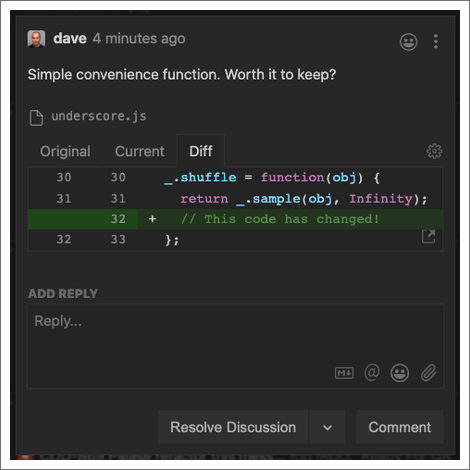 dave 4 minutes ago
Simple convenience function. Worth it to keep?
underscore.js
Original Current Diff
30 30 _.shuffle = function(obj) {
31 31 return _.sample(obj, Infinity);
32 + // This code has changed!
32 33 };
ADD REPLY
Reply...
M↓ @
Resolve Discussion Comment